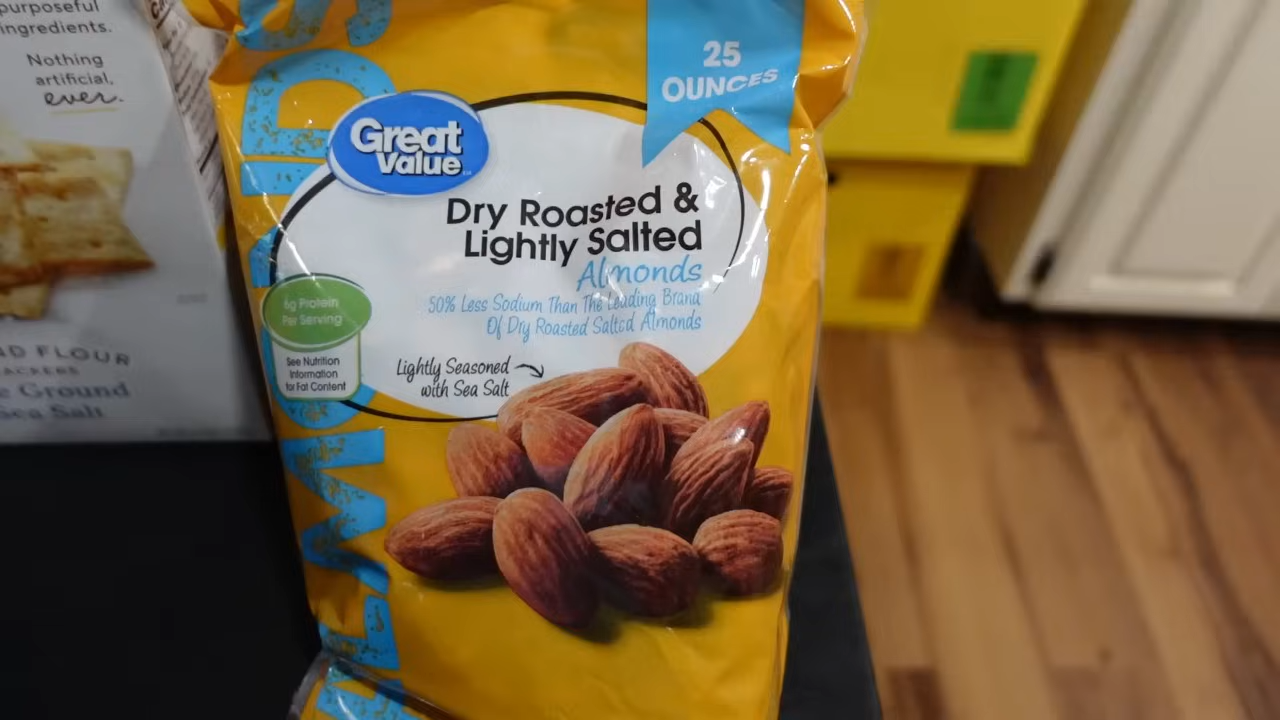 purposeful
ingredients.
Nothing
artificial,
ever.
FLOUR
Ground
Sea Salt
ALMONDS
25
OUNCES
Great
Value
Dry Roasted &
Lightly Salted
Almonds
50% Less Sodium Than The Leading Brand
Of Dry Roasted Salted Almonds
6g Protein
Per Serving
See Nutrition
Information
for Fat Content
Lightly Seasoned
with Sea Salt